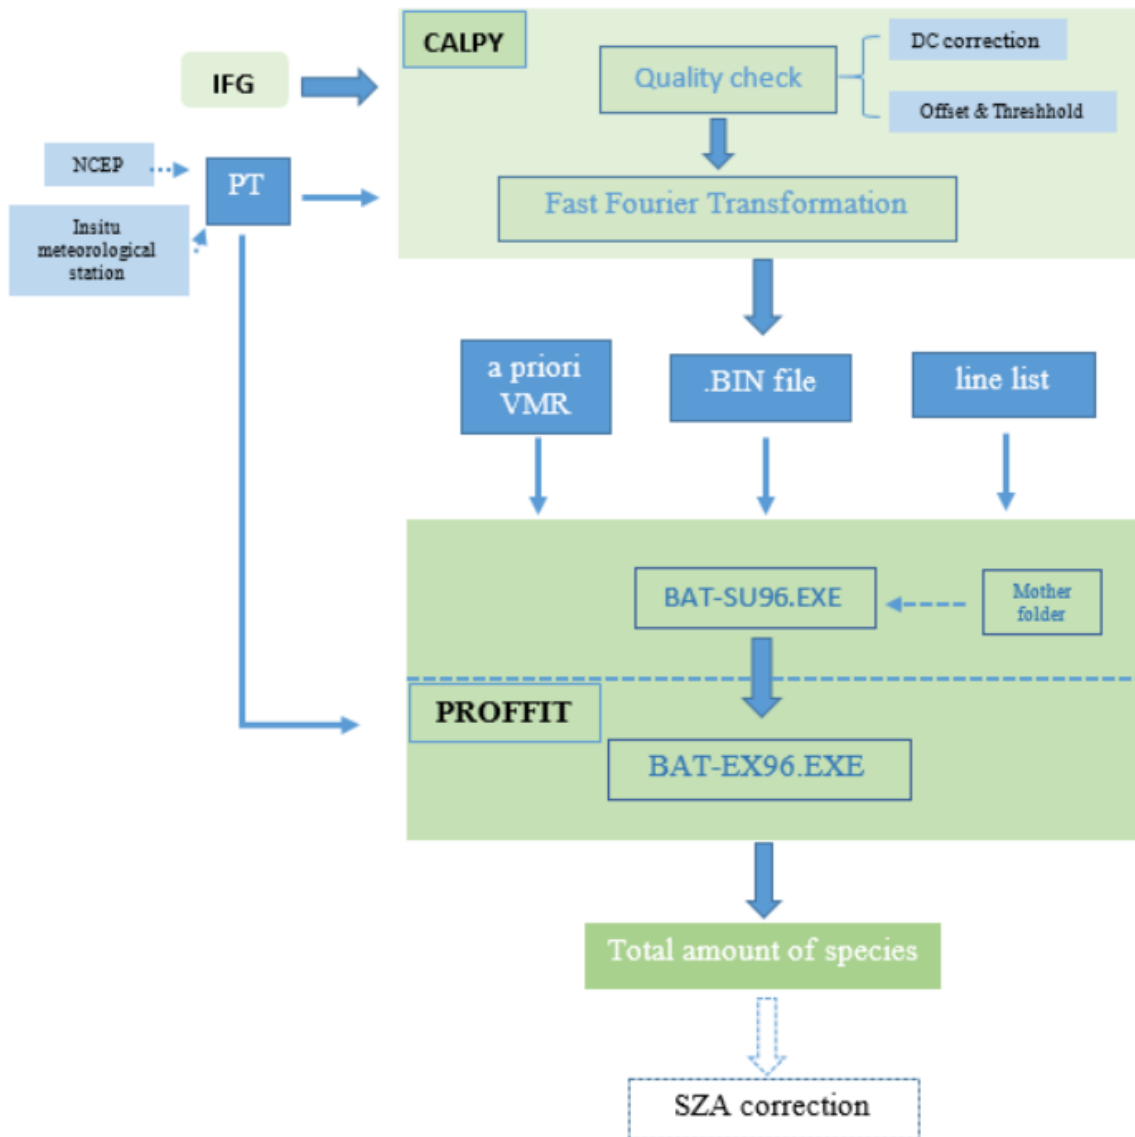 CALPY
DC correction
IFG
Quality check
Offset & Threshhold
NCEP
PT
Fast Fourier Transformation
Insitu
meteorological
station
a priori
VMR
.BIN file
line list
BAT-SU96.EXE
Mother
folder
PROFFIT
BAT-EX96.EXE
Total amount of species
SZA correction